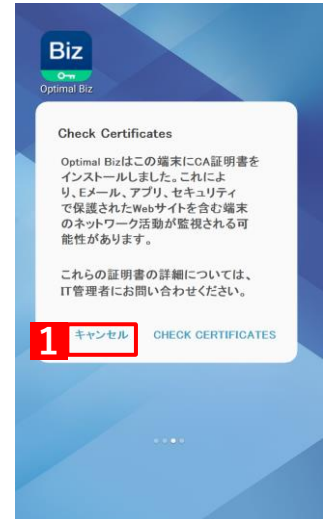 Biz
Optimal Biz
Check Certificates
Optimal Bizはこの端末にCA証明書を
インストールしました。これによ
り、Eメール、アプリ、セキュリティ
で保護されたWebサイトを含む端末
のネットワーク活動が監視される可
能性があります。
これらの証明書の詳細については、
IT管理者にお問い合わせください。
1 キャンセル CHECK CERTIFICATES